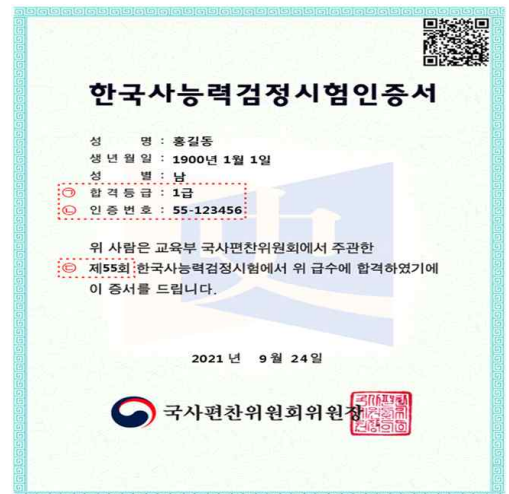 한국사능력검정시험인증서
성 명 : 홍길동
생 년 월 일 : 1900년 1월 1일
성 별 : 남
㉠ 합 격 등 급 : 1급
㉡ 인 증 번 호 : 55-123456
위 사람은 교육부 국사편찬위원회에서 주관한
㉢ 제55회 한국사능력검정시험에서 위 급수에 합격하였기에
이 증서를 드립니다.
2021 년 9 월 24 일
국사편찬위원회위원장